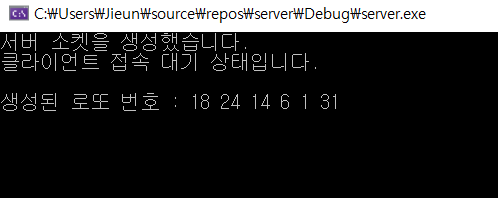 C:\Users\Jieun\source\repos\server\Debug\server.exe
서버 소켓을 생성했습니다.
클라이언트 접속 대기 상태입니다.
생성된 로또 번호 : 18 24 14 6 1 31